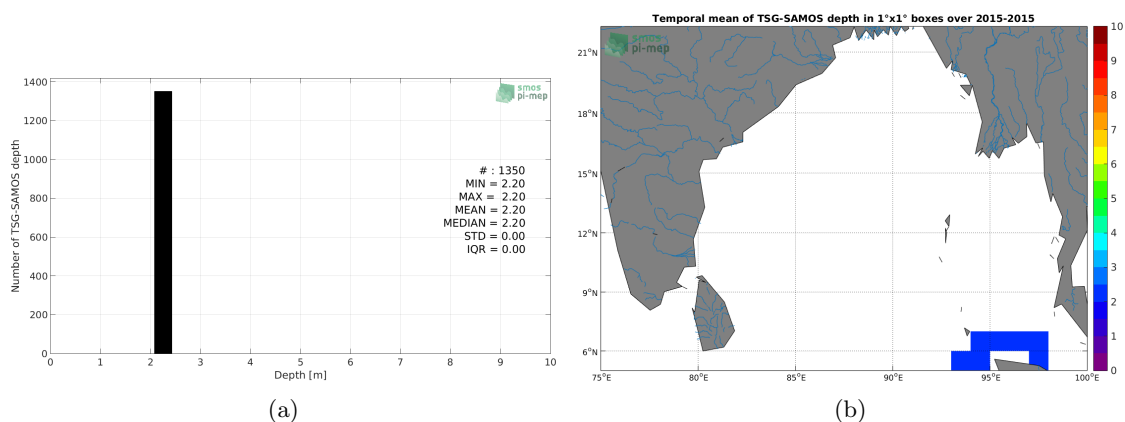 Temporal mean of TSG-SAMOS depth in 1°x1° boxes over 2015-2015
smos
pi-mep
Number of TSG-SAMOS depth
1400
1200
1000
800
600
400
200
0
# : 1350
MIN = 2.20
MAX = 2.20
MEAN = 2.20
MEDIAN = 2.20
STD = 0.00
IQR = 0.00
0 1 2 3 4 5 6 7 8 9 10
Depth [m]
smos
pi-mep
21°N
18°N
15°N
12°N
9°N
6°N
75°E 80°E 85°E 90°E 95°E 100°E
10
9
8
7
6
5
4
3
2
1
0
(a)
(b)